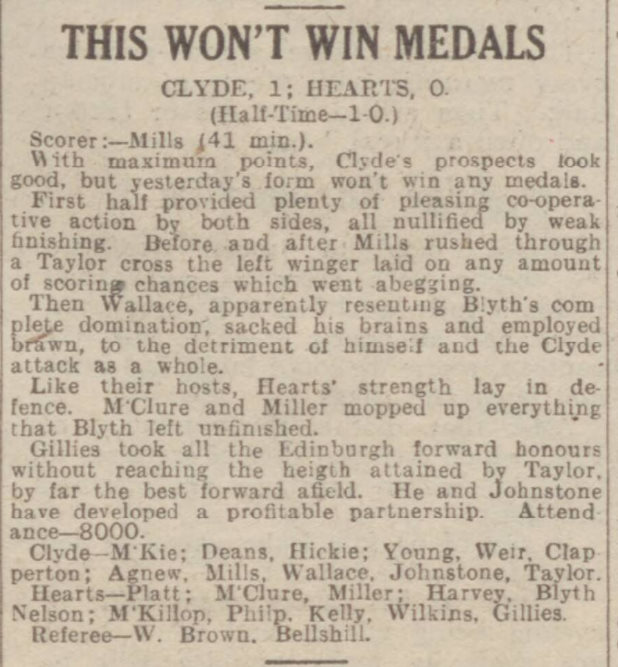 THIS WON'T WIN MEDALS
CLYDE, 1; HEARTS, 0.
(Half-Time—1-0.)
Scorer:—Mills (41 min.).
With maximum points, Clyde's prospects look
good, but yesterday's form won't win any medals.
First half provided plenty of pleasing co-opera-
tive action by both sides, all nullified by weak
finishing. Before and after Mills rushed through
a Taylor cross the left winger laid on any amount
of scoring chances which went abegging.
Then Wallace, apparently resenting Blyth's com
plete domination, sacked his brains and employed
brawn, to the detriment of himself and the Clyde
attack as a whole.
Like their hosts, Hearts' strength lay in de-
fence. M'Clure and Miller mopped up everything
that Blyth left unfinished.
Gillies took all the Edinburgh forward honours
without reaching the heigth attained by Taylor,
by far the best forward afield. He and Johnstone
have developed a profitable partnership. Attend
ance—8000.
Clyde—M'Kie; Deans, Hickie; Young, Weir, Clap
perton; Agnew, Mills, Wallace, Johnstone, Taylor.
Hearts—Platt; M'Clure, Miller; Harvey, Blyth
Nelson; M'Killop, Philp, Kelly, Wilkins, Gillies.
Referee—W. Brown, Bellshill.